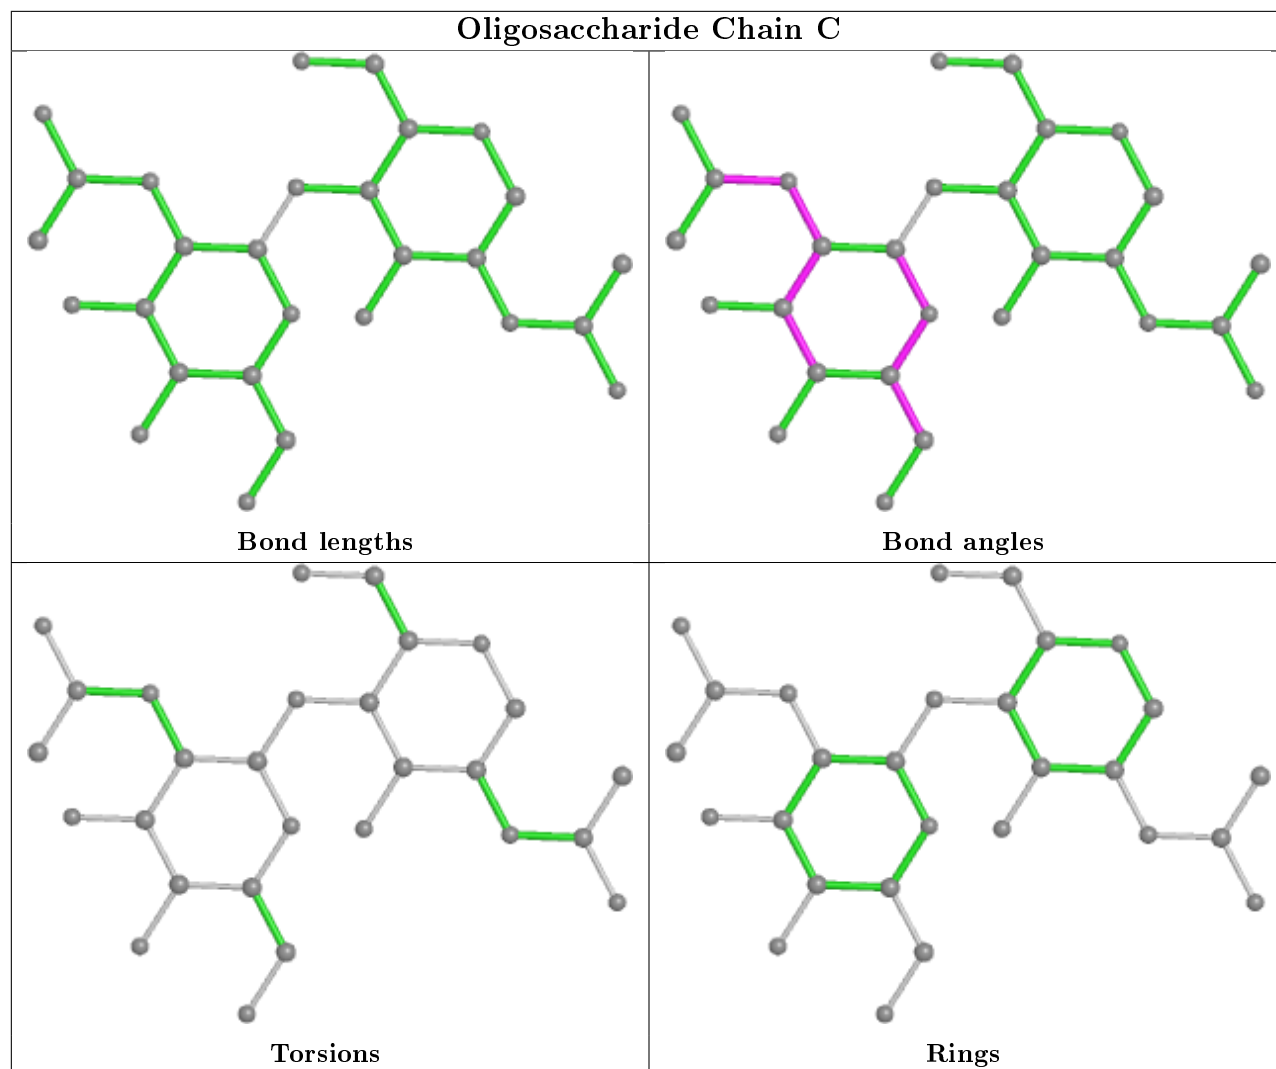 Oligosaccharide Chain C
Bond lengths
Bond angles
Torsions
Rings